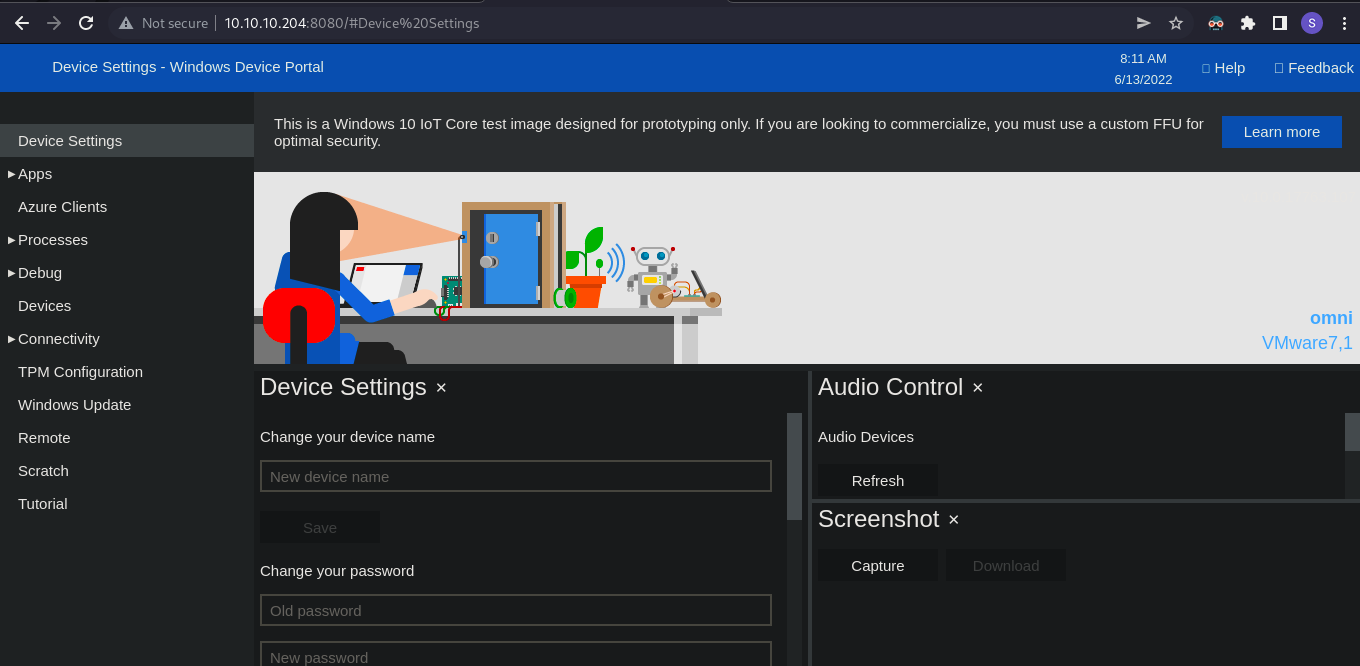 Not secure
10.10.10.204:8080/#Device%20Settings
S
Device Settings - Windows Device Portal
8:11 AM
6/13/2022
Help
Feedback
Device Settings
Apps
Azure Clients
Processes
Debug
Devices
Connectivity
TPM Configuration
Windows Update
Remote
Scratch
Tutorial
This is a Windows 10 IoT Core test image designed for prototyping only. If you are looking to commercialize, you must use a custom FFU for
optimal security.
Learn more
omni
VMware7,1
Device Settings
Change your device name
New device name
Save
Change your password
Old password
New password
Audio Control
Audio Devices
Refresh
Screenshot
Capture
Download